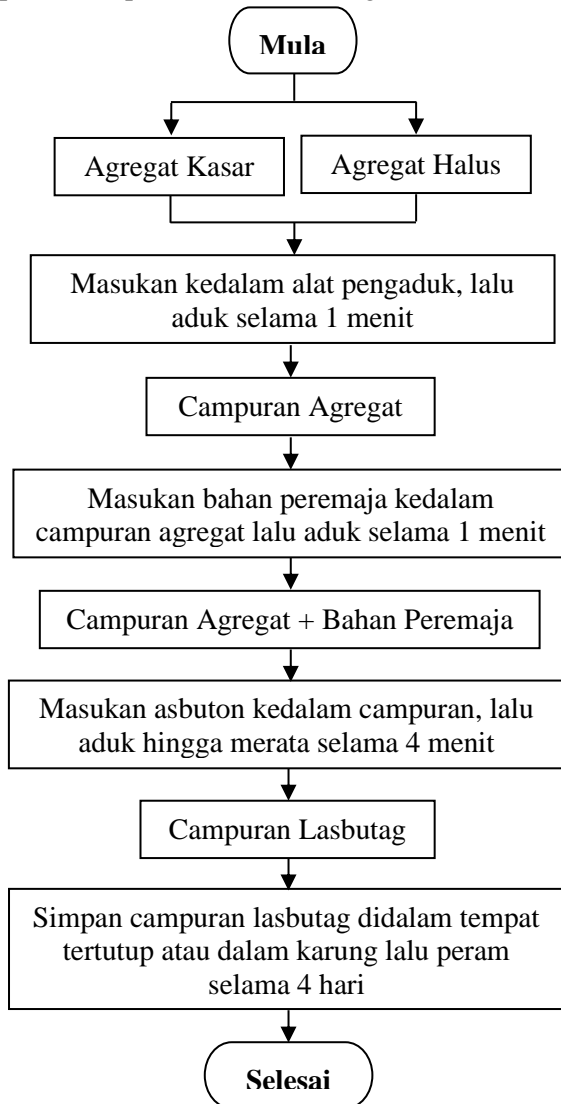 Mula
Agregat Kasar
Agregat Halus
Masukan kedalam alat pengaduk, lalu
aduk selama 1 menit
Campuran Agregat
Masukan bahan peremaja kedalam
campuran agregat lalu aduk selama 1 menit
Campuran Agregat + Bahan Peremaja
Masukan asbuton kedalam campuran, lalu
aduk hingga merata selama 4 menit
Campuran Lasbutag
Simpan campuran lasbutag didalam tempat
tertutup atau dalam karung lalu peram
selama 4 hari
Selesai